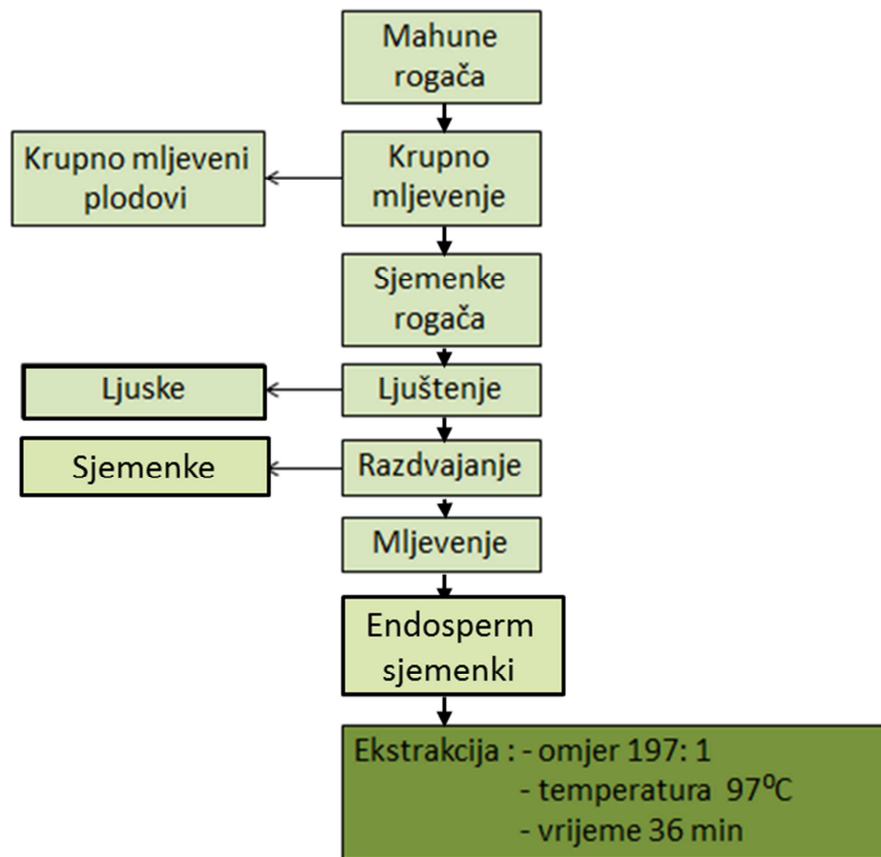 Mahune
rogača
Krupno mljeveni
plodovi
Krupno
mljevenje
Sjemenke
rogača
Ljuske
Ljuštenje
Sjemenke
Razdvajanje
Mljevenje
Endosperm
sjemenki
Ekstrakcija : - omjer 197: 1
- temperatura 97⁰C
- vrijeme 36 min